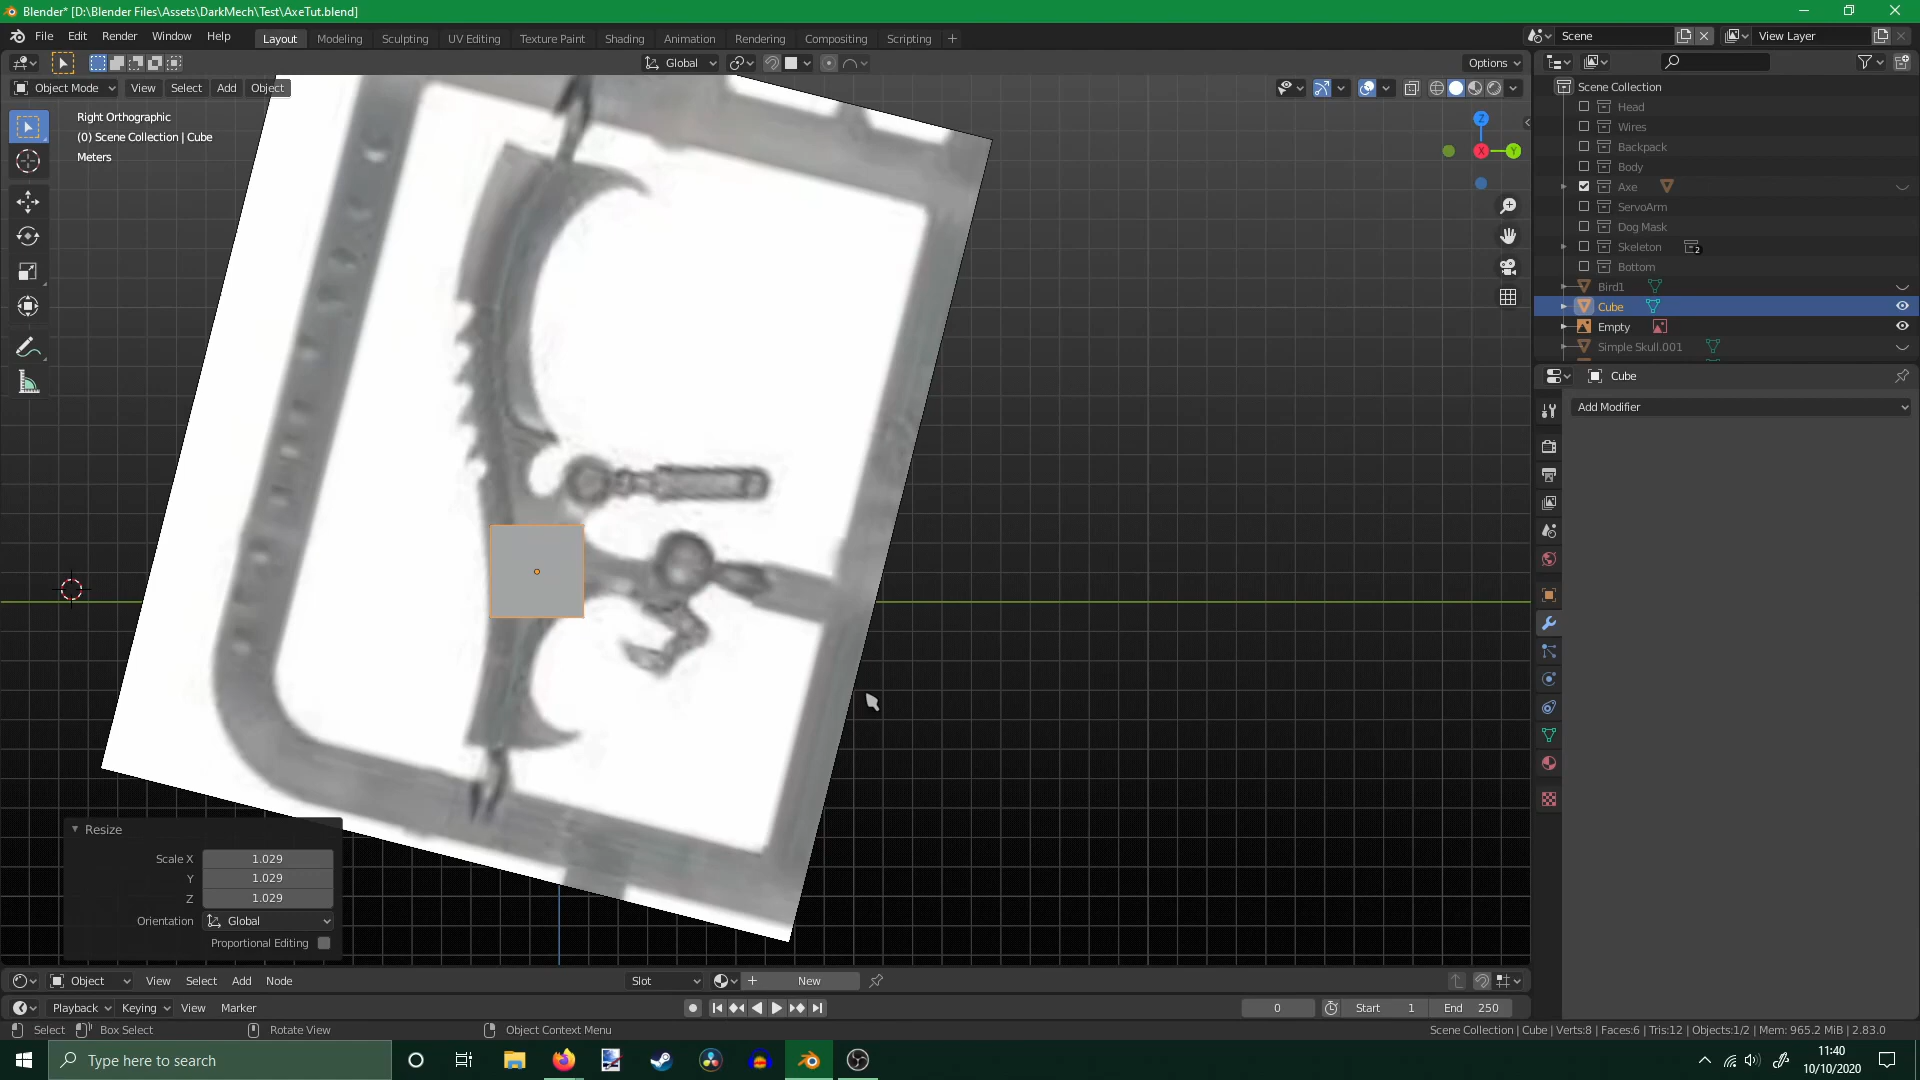 Blender* [D:\Blender Files\Assets\DarkMech\Test\AxeTut.blend]
File Edit Render Window Help
Layout Modeling Sculpting UV Editing Texture Paint Shading Animation Rendering Compositing Scripting +
Scene
View Layer
Global
Options
Object Mode View Select Add Object
Right Orthographic
(0) Scene Collection | Cube
Meters
Z
X
Y
Scene Collection
Head
Wires
Backpack
Body
Axe
ServoArm
Dog Mask
Skeleton 2
Bottom
Bird1
Cube
Empty
Simple Skull.001
Cube
Add Modifier
Resize
Scale X 1.029
Y 1.029
Z 1.029
Orientation Global
Proportional Editing
Object View Select Add Node
Slot
+ New
Playback Keying View Marker
0
Start 1
End 250
Select Box Select Rotate View Object Context Menu
Scene Collection | Cube | Verts:8 | Faces:6 | Tris:12 | Objects:1/2 | Mem: 965.2 MiB | 2.83.0
Type here to search
11:40
10/10/2020